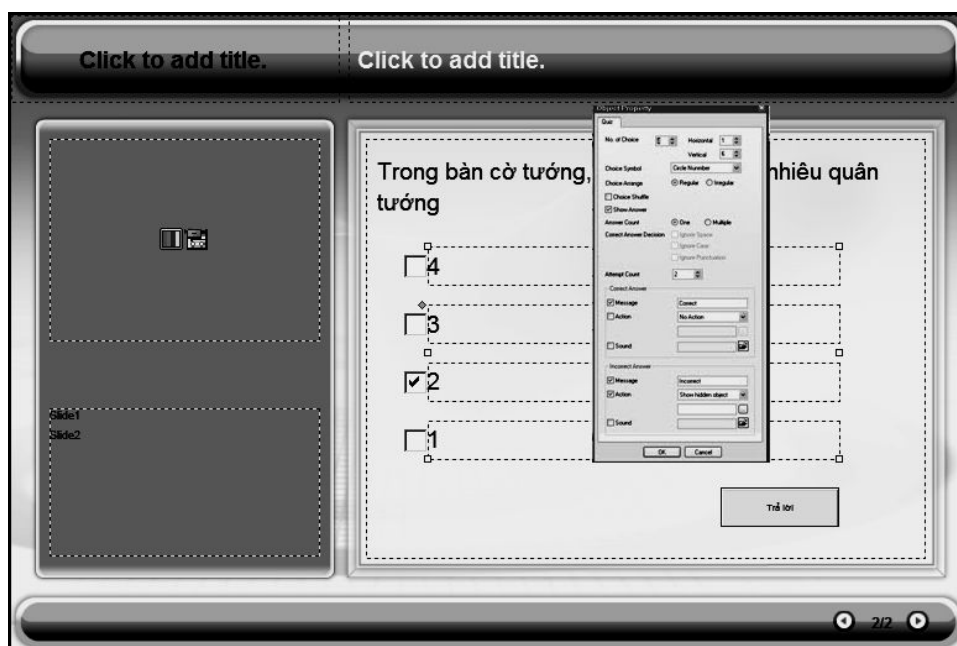 Click to add title.
Click to add title.
Trong bàn cờ tướng, nhiêu quân
tướng
4
3
2
1
Trả lời
Slide1
Slide2
Object Property
Quiz
No. of Choice Horizontal 1
Vertical 6
Choice Symbol Circle Number
Choice Arrange Regular Irregular
Choice Shuffle
Show Answer
Answer Count One Multiple
Correct Answer Decision Ignore Space
Ignore Case
Ignore Punctuation
Attempt Count 2
Correct Answer
Message Correct
Action No Action
Sound
Incorrect Answer
Message Incorrect
Action Show hidden object
Sound
OK Cancel
2/2